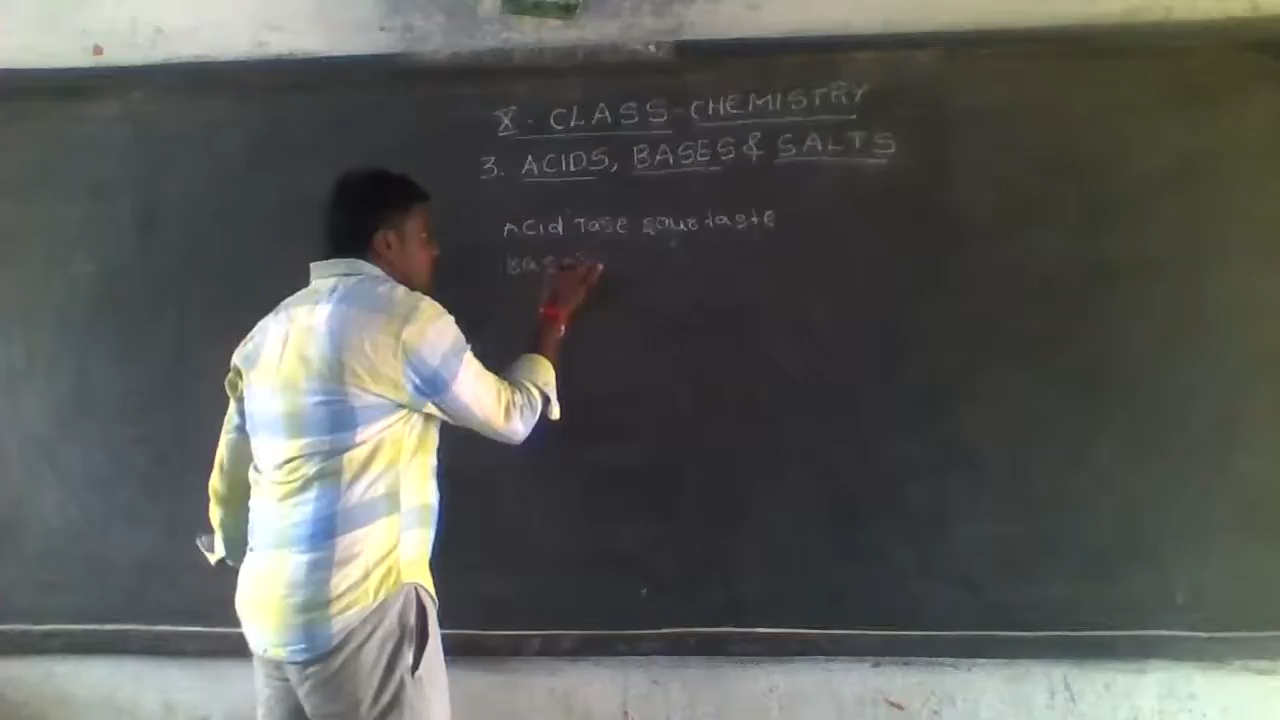 X. CLASS-CHEMISTRY
3. ACIDS, BASES & SALTS
Acid Tase sour taste